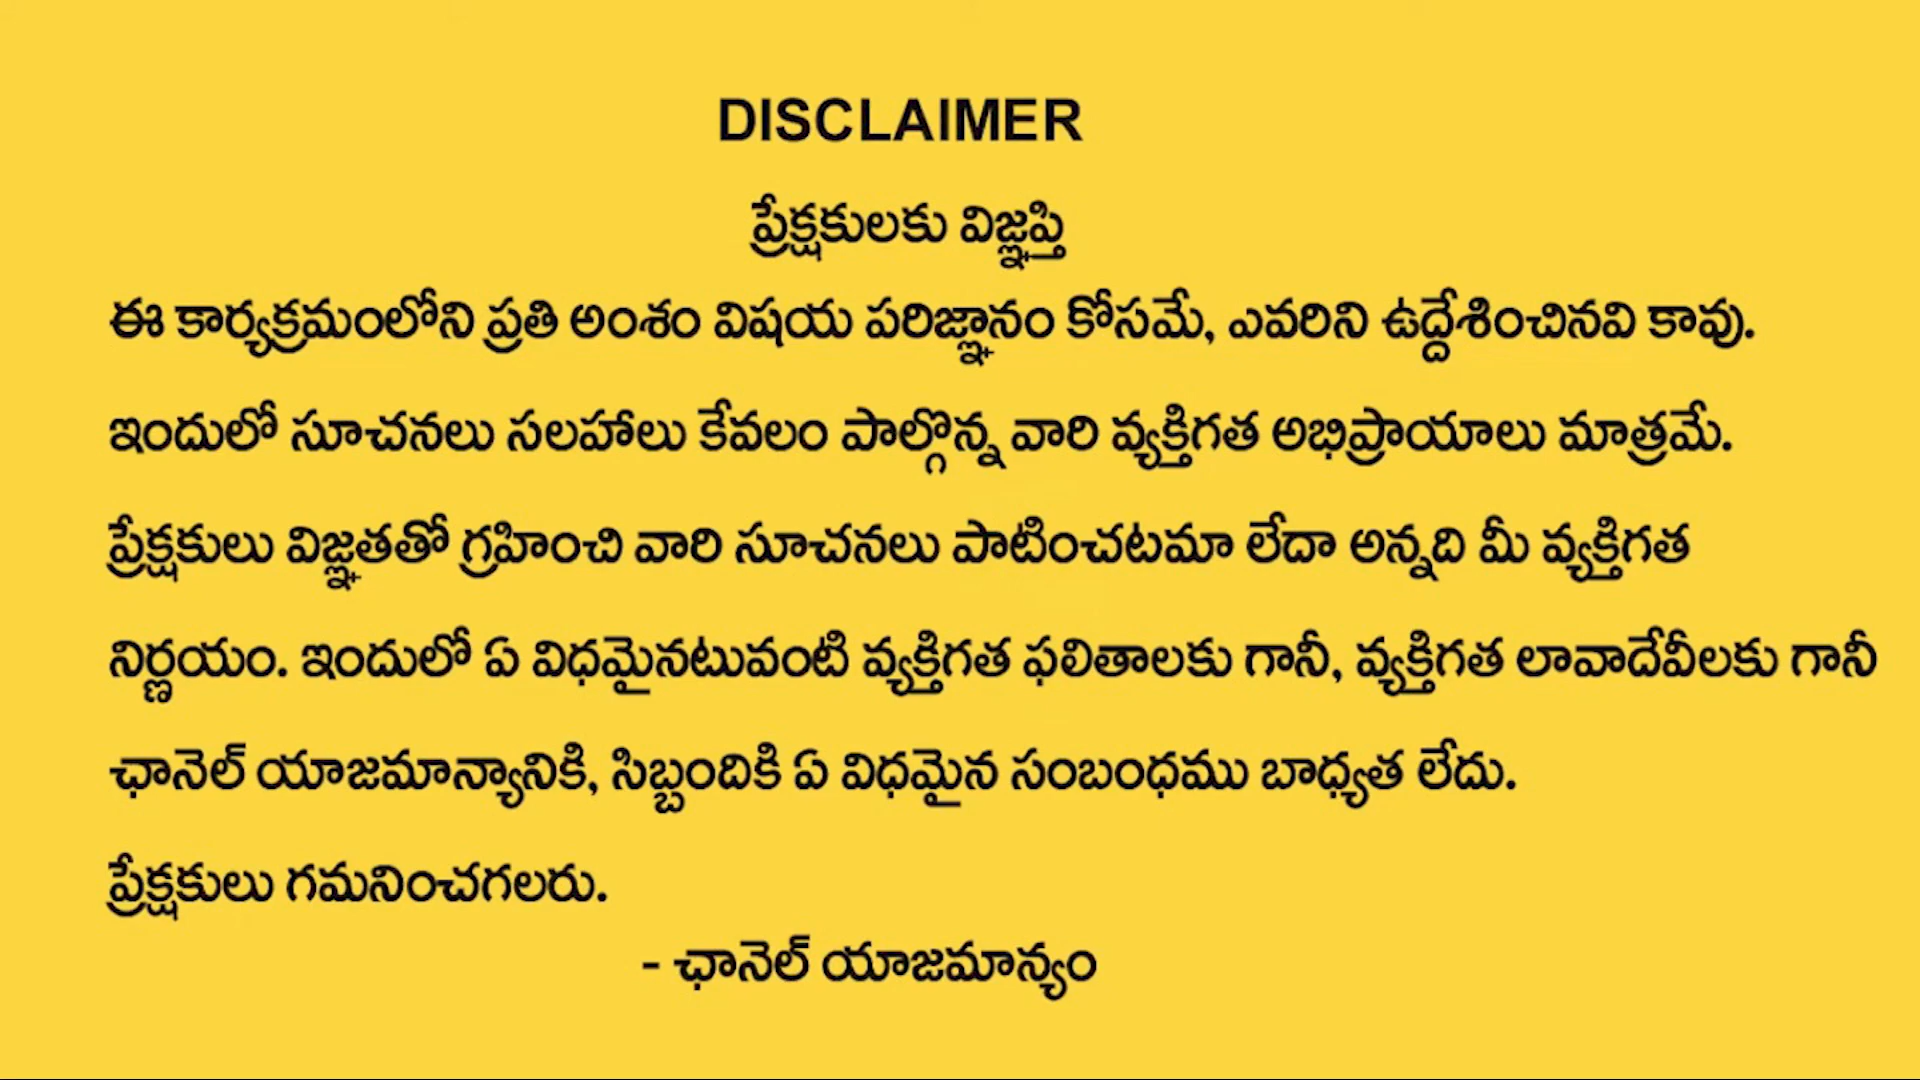 DISCLAIMER
ప్రేక్షకులకు విజ్ఞప్తి
ఈ కార్యక్రమంలోని ప్రతి అంశం విషయ పరిజ్ఞానం కోసమే, ఎవరిని ఉద్దేశించినవి కావు.
ఇందులో సూచనలు సలహాలు కేవలం పాల్గొన్న వారి వ్యక్తిగత అభిప్రాయాలు మాత్రమే.
ప్రేక్షకులు విజ్ఞతతో గ్రహించి వారి సూచనలు పాటించటమా లేదా అన్నది మీ వ్యక్తిగత
నిర్ణయం. ఇందులో ఏ విధమైనటువంటి వ్యక్తిగత ఫలితాలకు గానీ, వ్యక్తిగత లావాదేవీలకు గానీ
ఛానెల్ యాజమాన్యానికి, సిబ్బందికి ఏ విధమైన సంబంధము బాధ్యత లేదు.
ప్రేక్షకులు గమనించగలరు.
- ఛానెల్ యాజమాన్యం